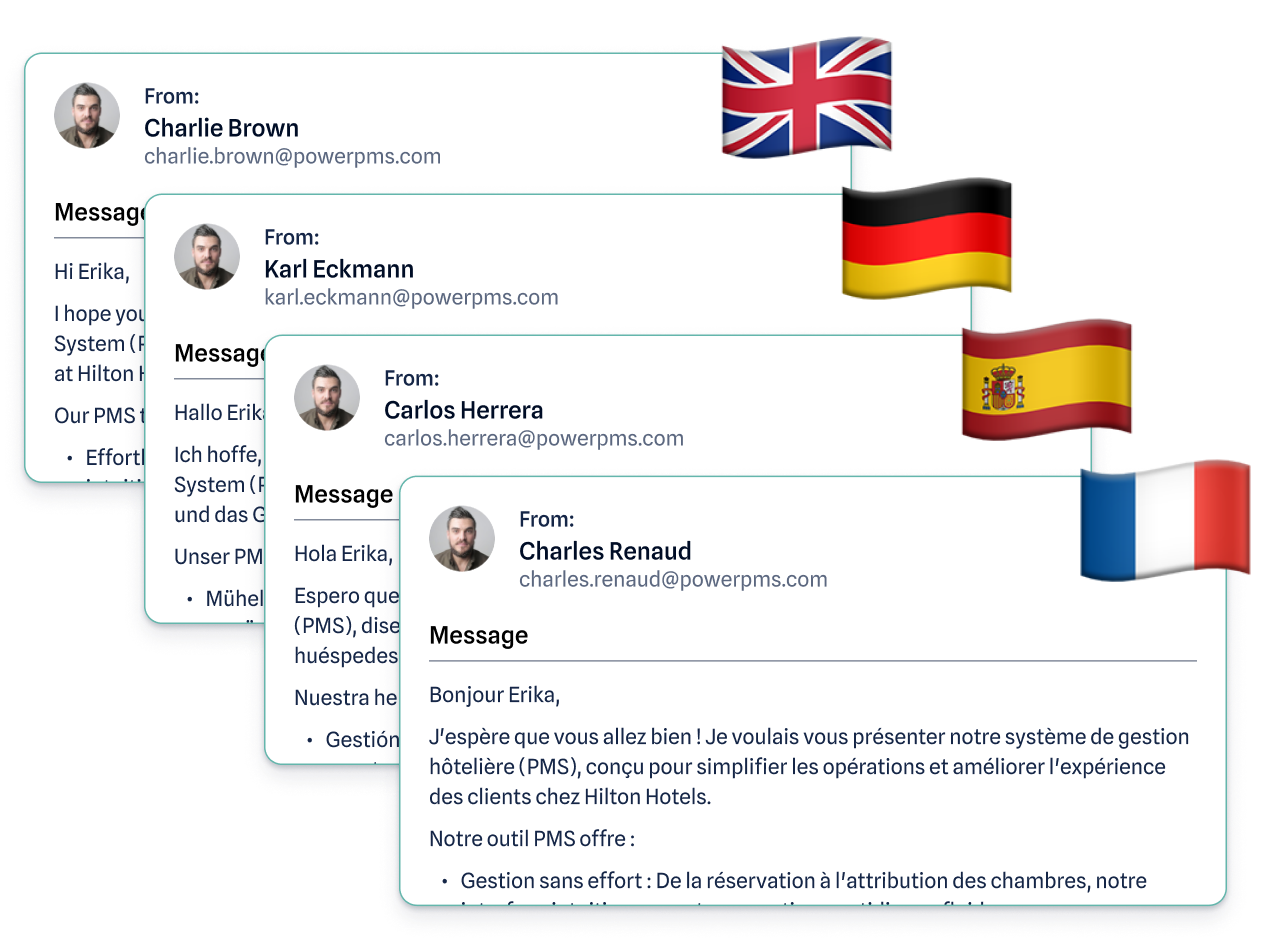 From:
Charlie Brown
charlie.brown@powerpms.com
Message
Hi Erika,
I hope you
System (P
at Hilton H
Our PMS t
• Effortl
From:
Karl Eckmann
karl.eckmann@powerpms.com
Message
Hallo Erik
Ich hoffe,
System (P
und das G
Unser PM
• Mühel
From:
Carlos Herrera
carlos.herrera@powerpms.com
Message
Hola Erika,
Espero que
(PMS), dise
huéspedes
Nuestra he
• Gestión
From:
Charles Renaud
charles.renaud@powerpms.com
Message
Bonjour Erika,
J'espère que vous allez bien ! Je voulais vous présenter notre système de gestion
hôtelière (PMS), conçu pour simplifier les opérations et améliorer l'expérience
des clients chez Hilton Hotels.
Notre outil PMS offre :
• Gestion sans effort : De la réservation à l'attribution des chambres, notre